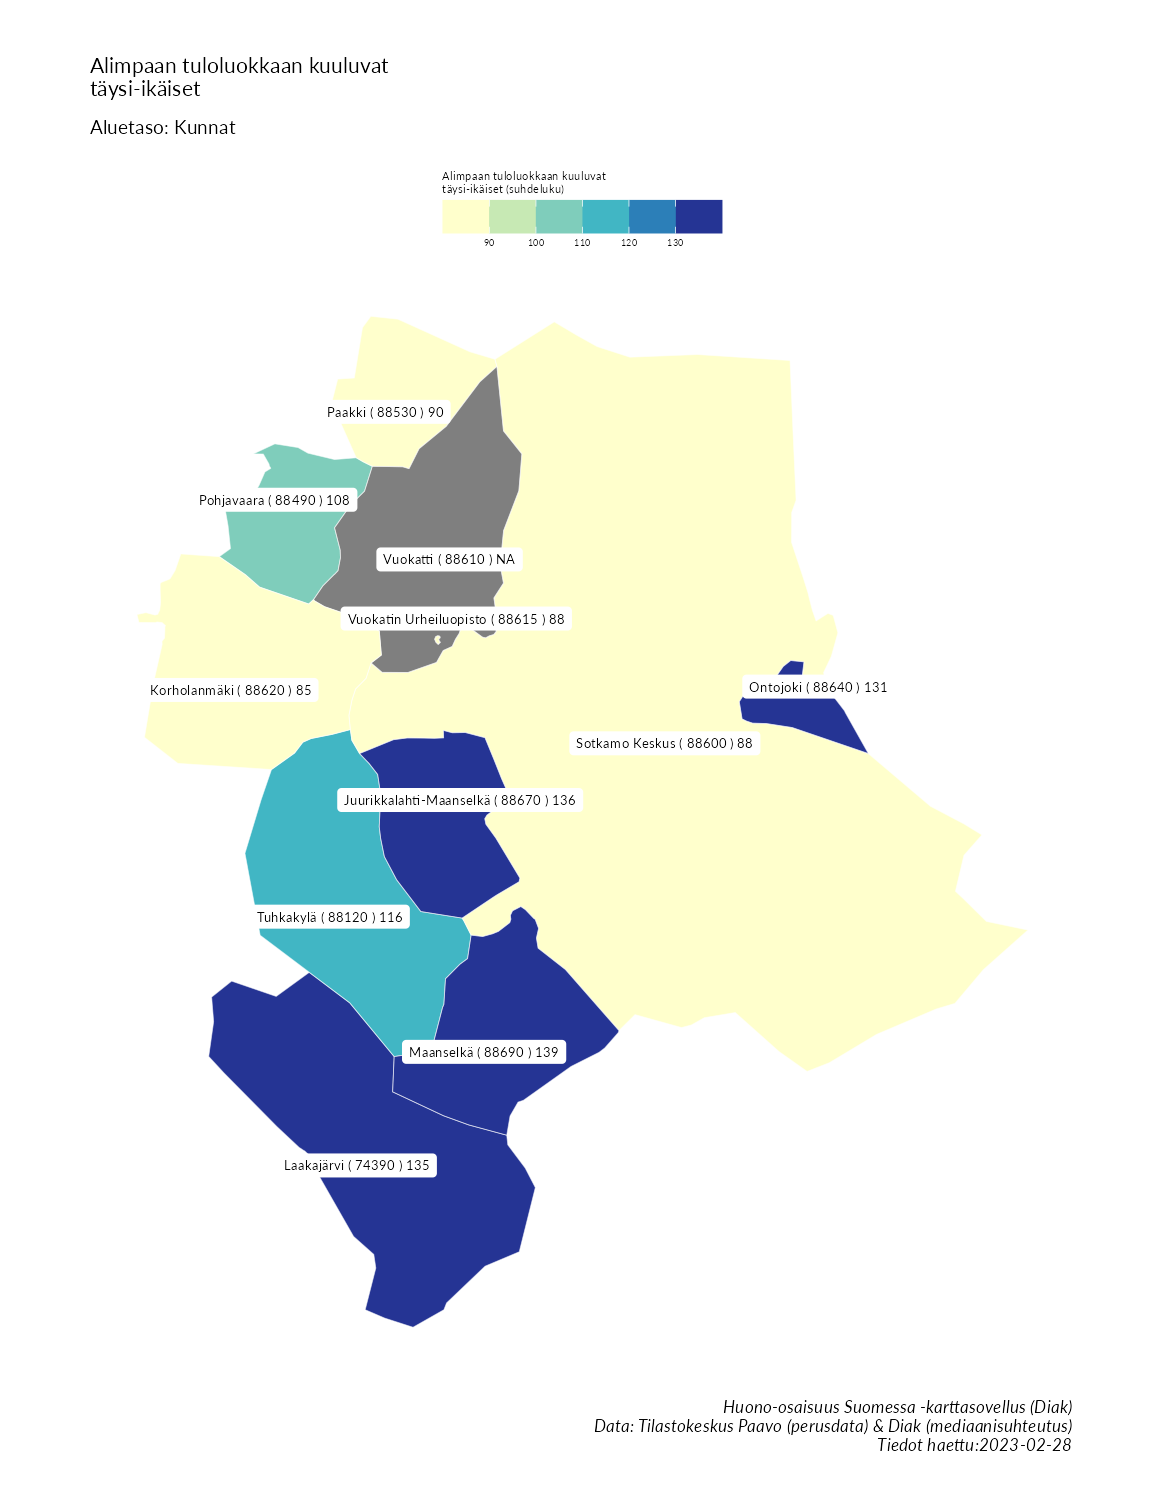 Alimpaan tuloluokkaan kuuluvat
täysi-ikäiset
Aluetaso: Kunnat
Alimpaan tuloluokkaan kuuluvat
täysi-ikäiset (suhdeluku)
90 100 110 120 130
Paakki ( 88530 ) 90
Pohjavaara ( 88490 ) 108
Vuokatti ( 88610 ) NA
Vuokatin Urheiluopisto ( 88615 ) 88
Korholanmäki ( 88620 ) 85
Ontojoki ( 88640 ) 131
Sotkamo Keskus ( 88600 ) 88
Juurikkalahti-Maanselkä ( 88670 ) 136
Tuhkakylä ( 88120 ) 116
Maanselkä ( 88690 ) 139
Laakajärvi ( 74390 ) 135
Huono-osaisuus Suomessa -karttasovellus (Diak)
Data: Tilastokeskus Paavo (perusdata) & Diak (mediaanisuhteutus)
Tiedot haettu:2023-02-28